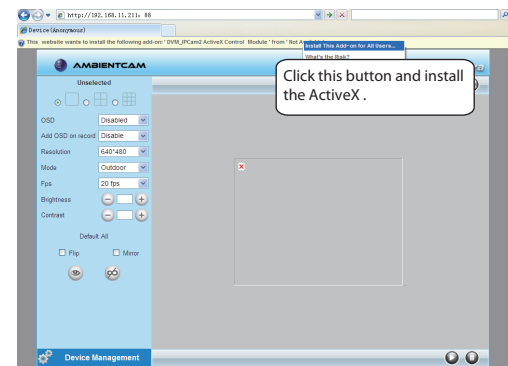 http://192.168.11.211: 88
Device(Anonymous)
This website wants to install the following add-on: 'DVM_IPCam2 ActiveX Control Module' from 'Not
Install This Add-on for All Users...
What's the Risk?
AMBIENTCAM
Click this button and install
the ActiveX .
Unselected
OSD Disabled
Add OSD on record Disable
Resolution 640*480
Mode Outdoor
Fps 20 fps
Brightness
Contrast
Default All
Flip Mirror
Device Management